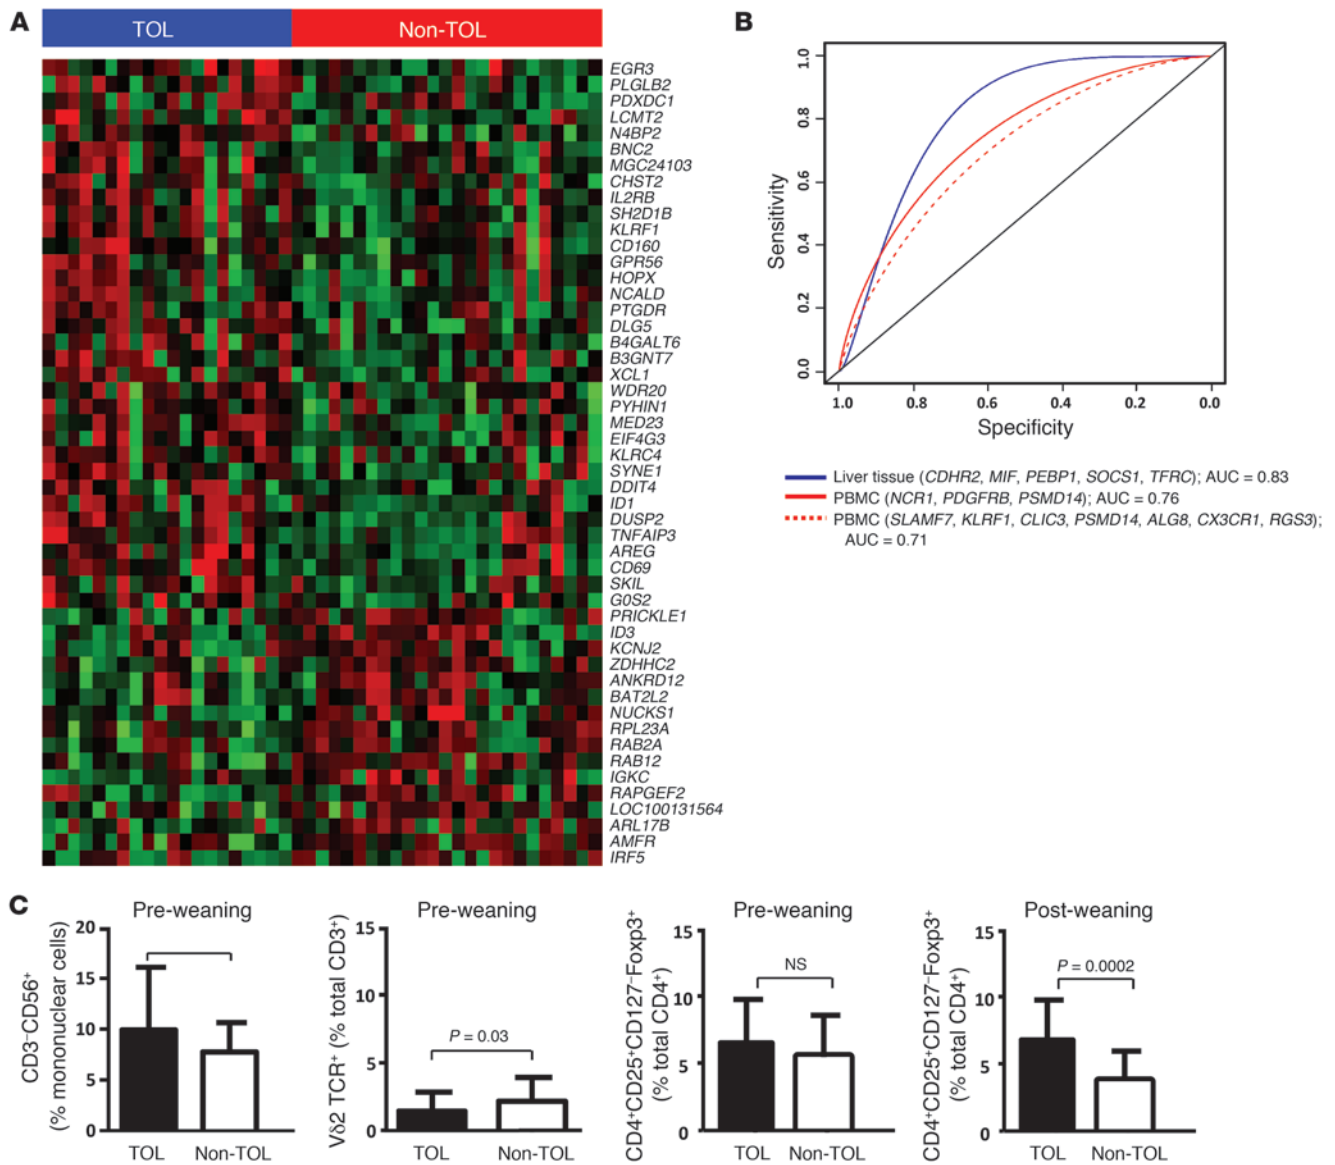 A
TOL
Non-TOL
EGR3
PLGLB2
PDXDC1
LCMT2
N4BP2
BNC2
MGC24103
CHST2
IL2RB
SH2D1B
KLRF1
CD160
GPR56
HOPX
NCALD
PTGDR
DLG5
B4GALT6
B3GNT7
XCL1
WDR20
PYHIN1
MED23
EIF4G3
KLRC4
SYNE1
DDIT4
ID1
DUSP2
TNFAIP3
AREG
CD69
SKIL
G0S2
PRICKLE1
ID3
KCNJ2
ZDHHC2
ANKRD12
BAT2L2
NUCKS1
RPL23A
RAB2A
RAB12
IGKC
RAPGEF2
LOC100131564
ARL17B
AMFR
IRF5
B
Sensitivity
1.0
0.8
0.6
0.4
0.2
0.0
1.0 0.8 0.6 0.4 0.2 0.0
Specificity
Liver tissue (CDHR2, MIF, PEBP1, SOCS1, TFRC); AUC = 0.83
PBMC (NCR1, PDGFRB, PSMD14); AUC = 0.76
PBMC (SLAMF7, KLRF1, CLIC3, PSMD14, ALG8, CX3CR1, RGS3);
AUC = 0.71
C
Pre-weaning
CD3⁻CD56⁺
(% mononuclear cells)
20
15
10
5
0
TOL Non-TOL
Pre-weaning
Vδ2 TCR⁺ (% total CD3⁺)
15
10
5
0
P = 0.03
TOL Non-TOL
Pre-weaning
CD4⁺CD25⁺CD127⁻Foxp3⁺
(% total CD4⁺)
15
10
5
0
NS
TOL Non-TOL
Post-weaning
CD4⁺CD25⁺CD127⁻Foxp3⁺
(% total CD4⁺)
15
10
5
0
P = 0.0002
TOL Non-TOL